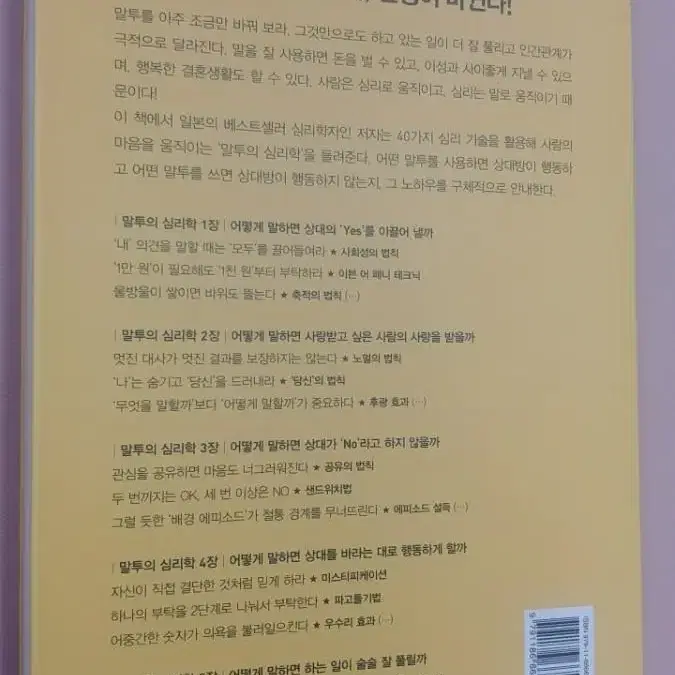 바뀐다!
말투를 아주 조금만 바꿔 보라. 그것만으로도 하고 있는 일이 더 잘 풀리고 인간관계가
극적으로 달라진다. 말을 잘 사용하면 돈을 벌 수 있고, 이성과 사이좋게 지낼 수 있으
며, 행복한 결혼생활도 할 수 있다. 사람은 심리로 움직이고, 심리는 말로 움직이기 때
문이다!
이 책에서 일본의 베스트셀러 심리학자인 저자는 40가지 심리 기술을 활용해 사람의
마음을 움직이는 '말투의 심리학'을 들려준다. 어떤 말투를 사용하면 상대방이 행동하
고 어떤 말투를 쓰면 상대방이 행동하지 않는지, 그 노하우를 구체적으로 안내한다.
| 말투의 심리학 1장 | 어떻게 말하면 상대의 'Yes'를 이끌어 낼까
'내' 의견을 말할 때는 '모두'를 끌어들여라 ★ 사회성의 법칙
'1만 원'이 필요해도 '1천 원'부터 부탁하라 ★ 이븐 어 페니 테크닉
물방울이 쌓이면 바위도 뚫는다 ★ 축적의 법칙 (…)
| 말투의 심리학 2장 | 어떻게 말하면 사랑받고 싶은 사람의 사랑을 받을까
멋진 대사가 멋진 결과를 보장하지는 않는다 ★ 노멀의 법칙
'나'는 숨기고 '당신'을 드러내라 ★ '당신'의 법칙
'무엇을 말할까'보다 '어떻게 말할까'가 중요하다 ★ 후광 효과 (…)
| 말투의 심리학 3장 | 어떻게 말하면 상대가 'No'라고 하지 않을까
관심을 공유하면 마음도 너그러워진다 ★ 공유의 법칙
두 번까지는 OK, 세 번 이상은 NO ★ 샌드위치법
그럴 듯한 '배경 에피소드'가 철통 경계를 무너뜨린다 ★ 에피소드 설득 (…)
| 말투의 심리학 4장 | 어떻게 말하면 상대를 바라는 대로 행동하게 할까
자신이 직접 결단한 것처럼 믿게 하라 ★ 미스티피케이션
하나의 부탁을 2단계로 나눠서 부탁한다 ★ 파고들기법
어중간한 숫자가 의욕을 불러일으킨다 ★ 우수리 효과 (…)
어떻게 말하면 하는 일이 술술 잘 풀릴까